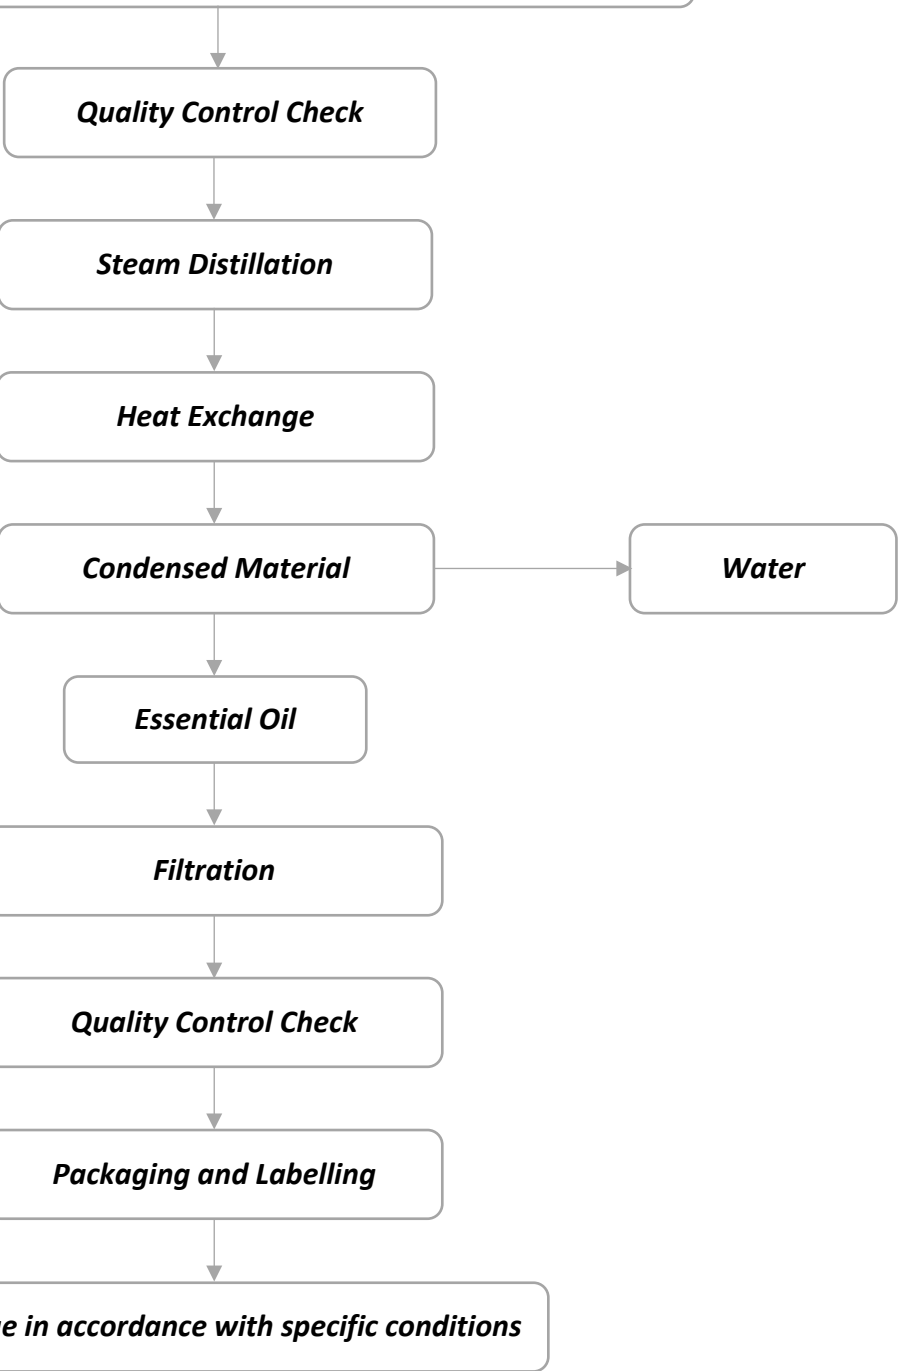 Quality Control Check
Steam Distillation
Heat Exchange
Condensed Material
Water
Essential Oil
Filtration
Quality Control Check
Packaging and Labelling
in accordance with specific conditions